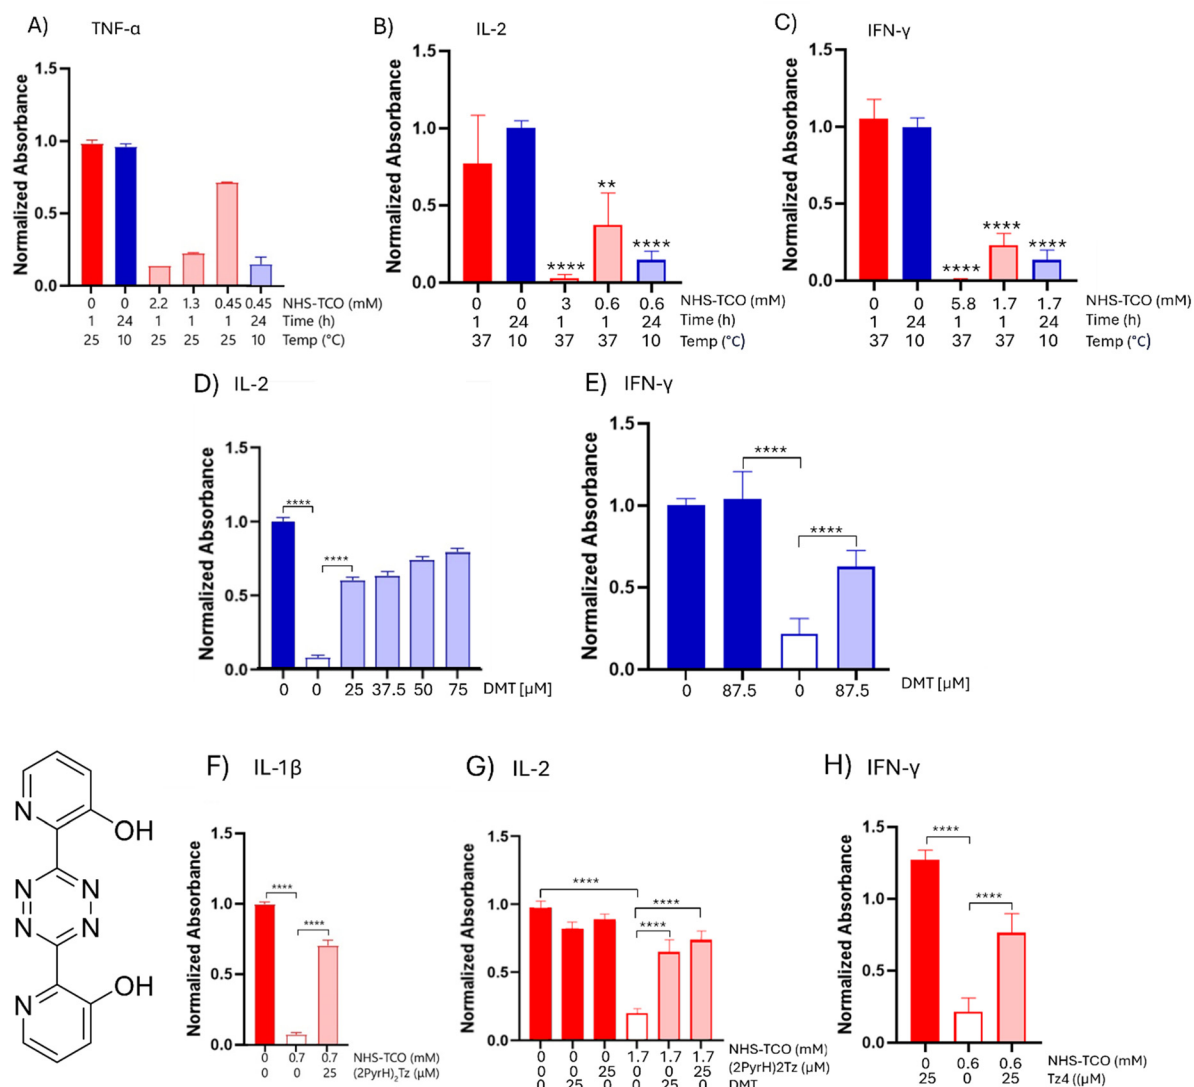 A) TNF-α
Normalized Absorbance
1.5
1.0
0.5
0.0
0 0 2.2 1.3 0.45 0.45 NHS-TCO (mM)
1 24 1 1 1 24 Time (h)
25 10 25 25 25 10 Temp (°C)
B) IL-2
Normalized Absorbance
1.5
1.0
0.5
0.0
**
**** ****
0 0 3 0.6 0.6 NHS-TCO (mM)
1 24 1 1 24 Time (h)
37 10 37 37 10 Temp (°C)
C) IFN-γ
Normalized Absorbance
1.5
1.0
0.5
0.0
**** **** ****
0 0 5.8 1.7 1.7 NHS-TCO (mM)
1 24 1 1 24 Time (h)
37 10 37 37 10 Temp (°C)
D) IL-2
Normalized Absorbance
1.5
1.0
0.5
0.0
****
****
0 0 25 37.5 50 75 DMT [µM]
E) IFN-γ
Normalized Absorbance
1.5
1.0
0.5
0.0
****
****
0 87.5 0 87.5 DMT [µM]
N
OH
N N
N N
N
OH
F) IL-1β
Normalized Absorbance
1.5
1.0
0.5
0.0
****
****
0 0.7 0.7 NHS-TCO (mM)
0 0 25 (2PyrH)₂Tz (µM)
G) IL-2
Normalized Absorbance
1.5
1.0
0.5
0.0
****
****
****
0 0 0 1.7 1.7 1.7 NHS-TCO (mM)
0 0 25 0 0 25 (2PyrH)2Tz (µM)
0 25 0 0 25 0 DMT
H) IFN-γ
Normalized Absorbance
1.5
1.0
0.5
0.0
****
****
0 0.6 0.6 NHS-TCO (mM)
25 0 25 Tz4 ((µM)